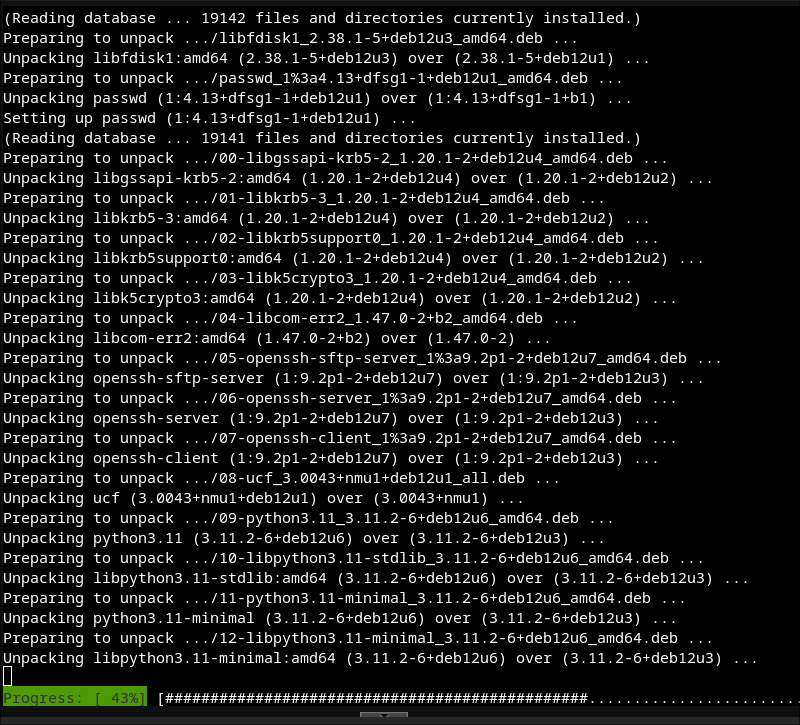 (Reading database ... 19142 files and directories currently installed.)
Preparing to unpack .../libfdisk1_2.38.1-5+deb12u3_amd64.deb ...
Unpacking libfdisk1:amd64 (2.38.1-5+deb12u3) over (2.38.1-5+deb12u1) ...
Preparing to unpack .../passwd_1%3a4.13+dfsg1-1+deb12u1_amd64.deb ...
Unpacking passwd (1:4.13+dfsg1-1+deb12u1) over (1:4.13+dfsg1-1+b1) ...
Setting up passwd (1:4.13+dfsg1-1+deb12u1) ...
(Reading database ... 19141 files and directories currently installed.)
Preparing to unpack .../00-libgssapi-krb5-2_1.20.1-2+deb12u4_amd64.deb ...
Unpacking libgssapi-krb5-2:amd64 (1.20.1-2+deb12u4) over (1.20.1-2+deb12u2) ...
Preparing to unpack .../01-libkrb5-3_1.20.1-2+deb12u4_amd64.deb ...
Unpacking libkrb5-3:amd64 (1.20.1-2+deb12u4) over (1.20.1-2+deb12u2) ...
Preparing to unpack .../02-libkrb5support0_1.20.1-2+deb12u4_amd64.deb ...
Unpacking libkrb5support0:amd64 (1.20.1-2+deb12u4) over (1.20.1-2+deb12u2) ...
Preparing to unpack .../03-libk5crypto3_1.20.1-2+deb12u4_amd64.deb ...
Unpacking libk5crypto3:amd64 (1.20.1-2+deb12u4) over (1.20.1-2+deb12u2) ...
Preparing to unpack .../04-libcom-err2_1.47.0-2+b2_amd64.deb ...
Unpacking libcom-err2:amd64 (1.47.0-2+b2) over (1.47.0-2) ...
Preparing to unpack .../05-openssh-sftp-server_1%3a9.2p1-2+deb12u7_amd64.deb ...
Unpacking openssh-sftp-server (1:9.2p1-2+deb12u7) over (1:9.2p1-2+deb12u3) ...
Preparing to unpack .../06-openssh-server_1%3a9.2p1-2+deb12u7_amd64.deb ...
Unpacking openssh-server (1:9.2p1-2+deb12u7) over (1:9.2p1-2+deb12u3) ...
Preparing to unpack .../07-openssh-client_1%3a9.2p1-2+deb12u7_amd64.deb ...
Unpacking openssh-client (1:9.2p1-2+deb12u7) over (1:9.2p1-2+deb12u3) ...
Preparing to unpack .../08-ucf_3.0043+nmu1+deb12u1_all.deb ...
Unpacking ucf (3.0043+nmu1+deb12u1) over (3.0043+nmu1) ...
Preparing to unpack .../09-python3.11_3.11.2-6+deb12u6_amd64.deb ...
Unpacking python3.11 (3.11.2-6+deb12u6) over (3.11.2-6+deb12u3) ...
Preparing to unpack .../10-libpython3.11-stdlib_3.11.2-6+deb12u6_amd64.deb ...
Unpacking libpython3.11-stdlib:amd64 (3.11.2-6+deb12u6) over (3.11.2-6+deb12u3) ...
Preparing to unpack .../11-python3.11-minimal_3.11.2-6+deb12u6_amd64.deb ...
Unpacking python3.11-minimal (3.11.2-6+deb12u6) over (3.11.2-6+deb12u3) ...
Preparing to unpack .../12-libpython3.11-minimal_3.11.2-6+deb12u6_amd64.deb ...
Unpacking libpython3.11-minimal:amd64 (3.11.2-6+deb12u6) over (3.11.2-6+deb12u3) ...
Progress: [ 43%] [###############################################........................